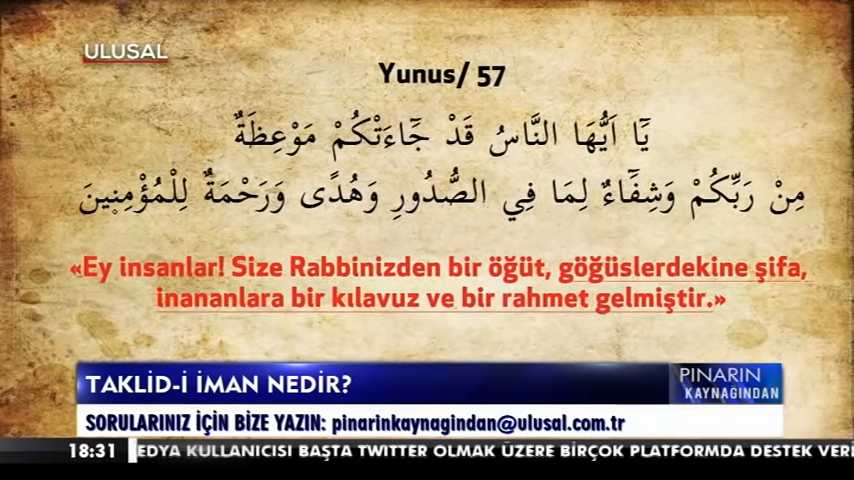 ULUSAL
Yunus/ 57
يَٓا اَيُّهَا النَّاسُ قَدْ جَٓاءَتْكُمْ مَوْعِظَةٌ
مِنْ رَبِّكُمْ وَشِفَٓاءٌ لِمَا فِي الصُّدُورِ وَهُدًى وَرَحْمَةٌ لِلْمُؤْمِنِينَ
«Ey insanlar! Size Rabbinizden bir öğüt, göğüslerdekine şifa,
inananlara bir kılavuz ve bir rahmet gelmiştir.»
TAKLİD-İ İMAN NEDİR?
PINARIN
KAYNAĞINDAN
SORULARINIZ İÇİN BİZE YAZIN: pinarinkaynagindan@ulusal.com.tr
18:31 EDYA KULLANICISI BAŞTA TWITTER OLMAK ÜZERE BİRÇOK PLATFORMDA DESTEK VERİ